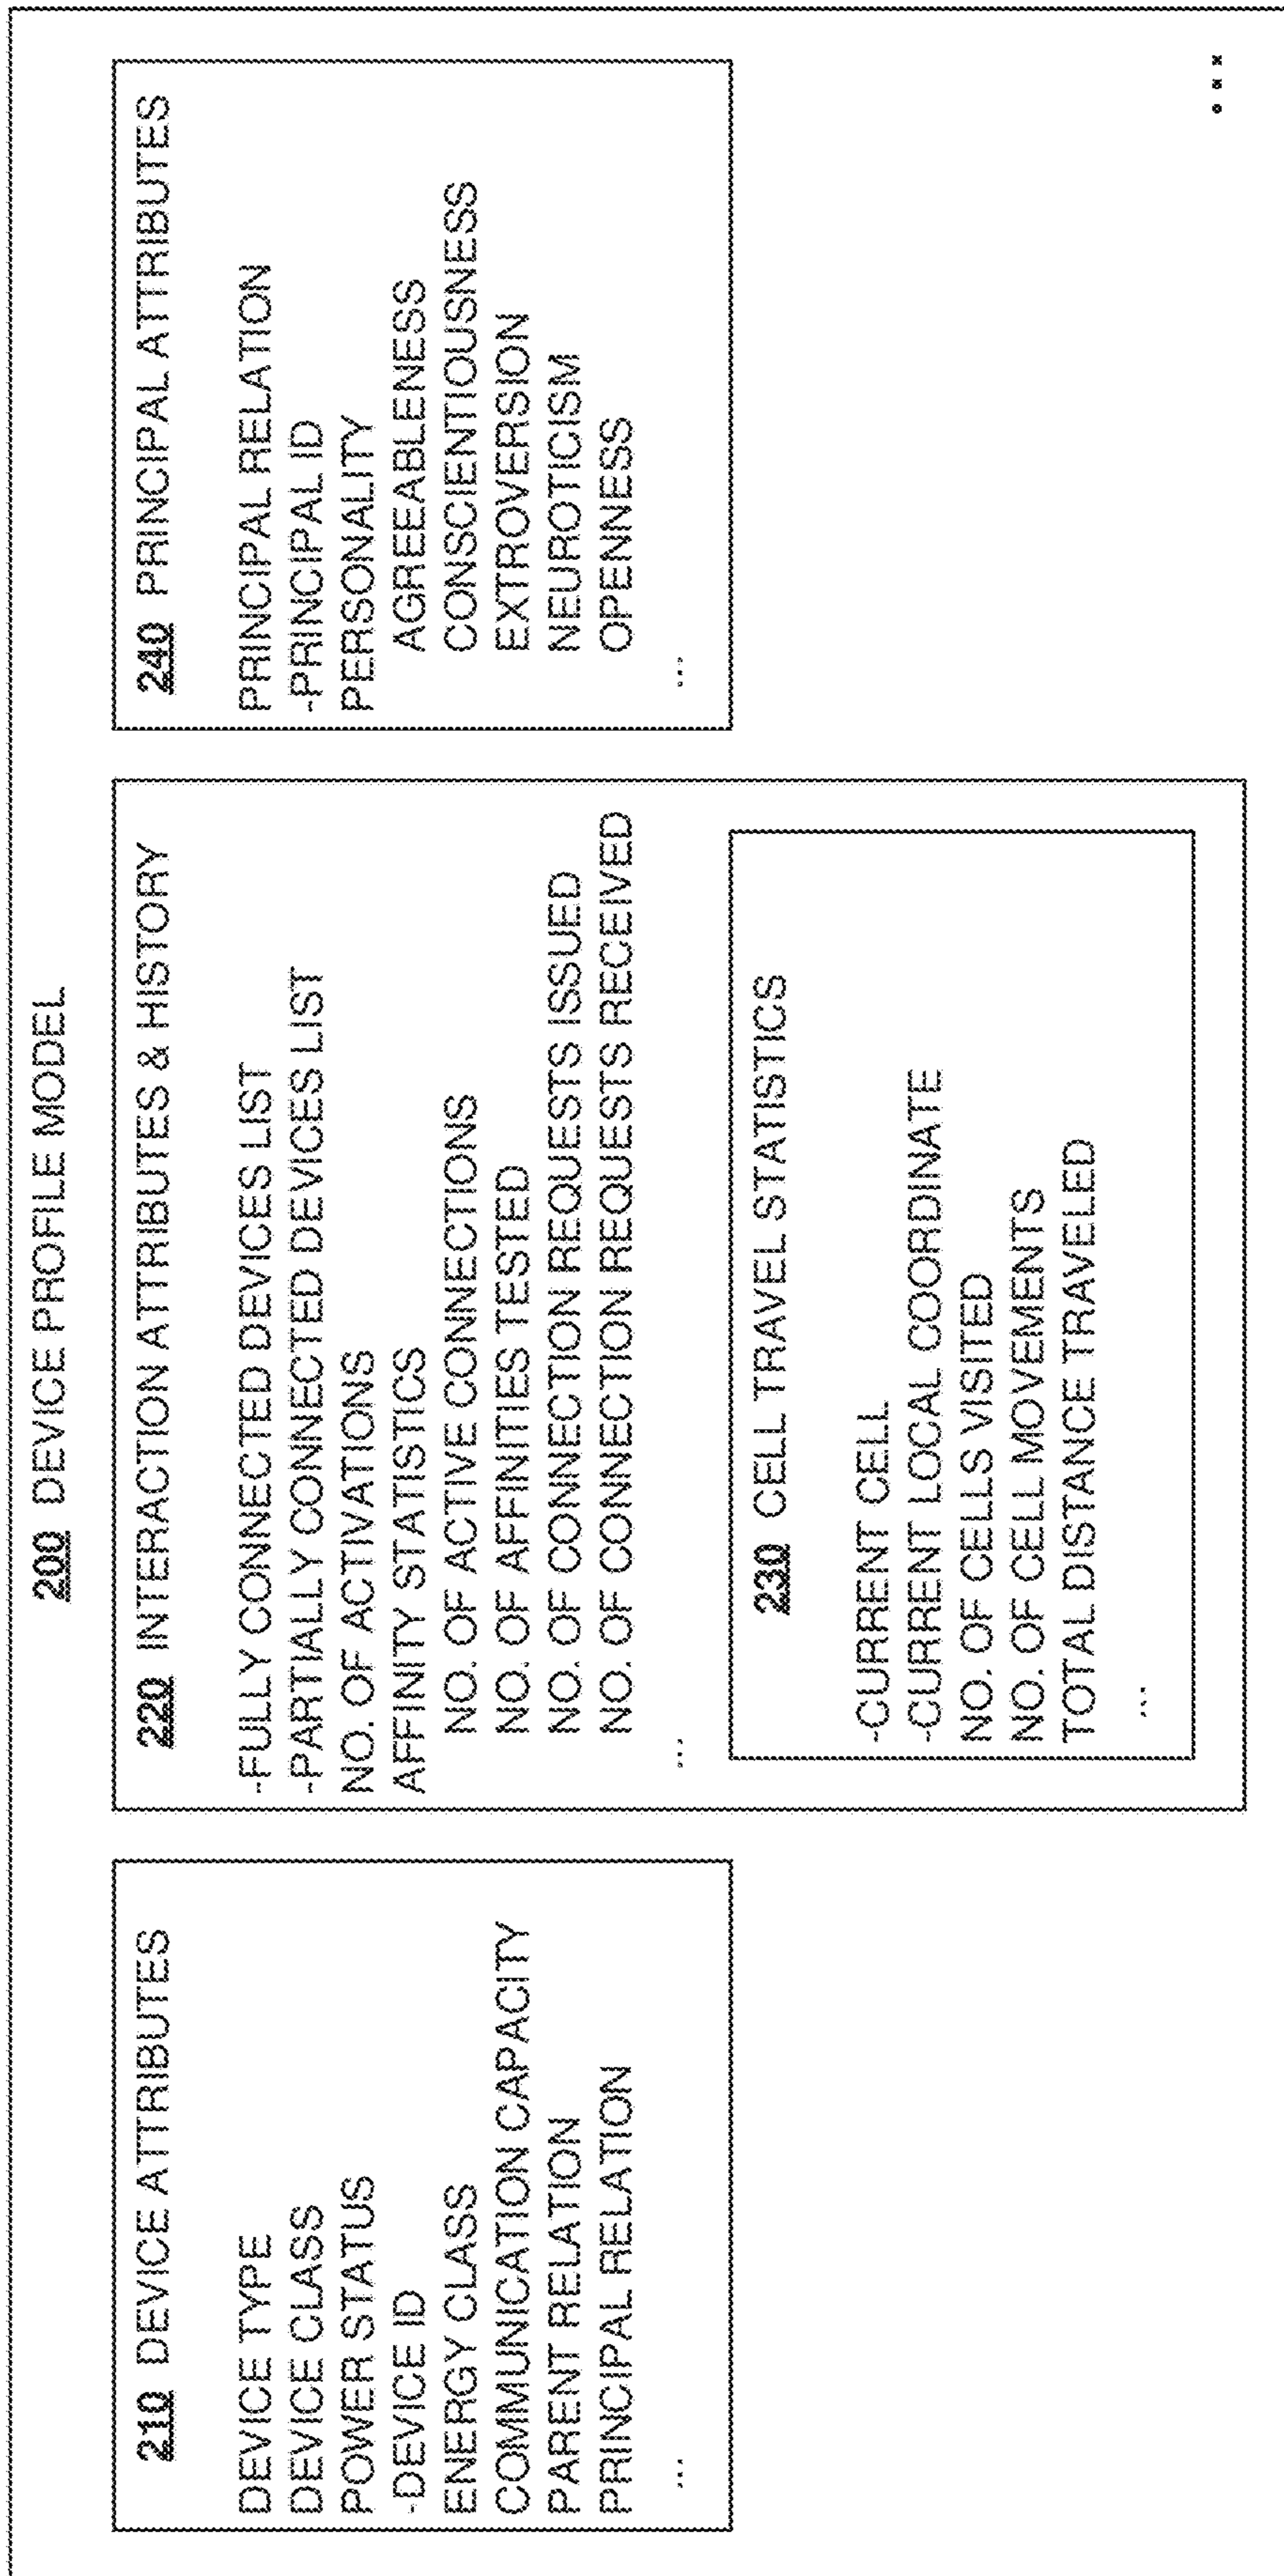 200 DEVICE PROFILE MODEL
210 DEVICE ATTRIBUTES
DEVICE TYPE
DEVICE CLASS
POWER STATUS
-DEVICE ID
ENERGY CLASS
COMMUNICATION CAPACITY
PARENT RELATION
PRINCIPAL RELATION
...
220 INTERACTION ATTRIBUTES & HISTORY
-FULLY CONNECTED DEVICES LIST
-PARTIALLY CONNECTED DEVICES LIST
NO. OF ACTIVATIONS
AFFINITY STATISTICS
NO. OF ACTIVE CONNECTIONS
NO. OF AFFINITIES TESTED
NO. OF CONNECTION REQUESTS ISSUED
NO. OF CONNECTION REQUESTS RECEIVED
...
230 CELL TRAVEL STATISTICS
-CURRENT CELL
-CURRENT LOCAL COORDINATE
NO. OF CELLS VISITED
NO. OF CELL MOVEMENTS
TOTAL DISTANCE TRAVELED
...
240 PRINCIPAL ATTRIBUTES
PRINCIPAL RELATION
-PRINCIPAL ID
PERSONALITY
AGREEABLENESS
CONSCIENTIOUSNESS
EXTROVERSION
NEUROTICISM
OPENNESS
...
...